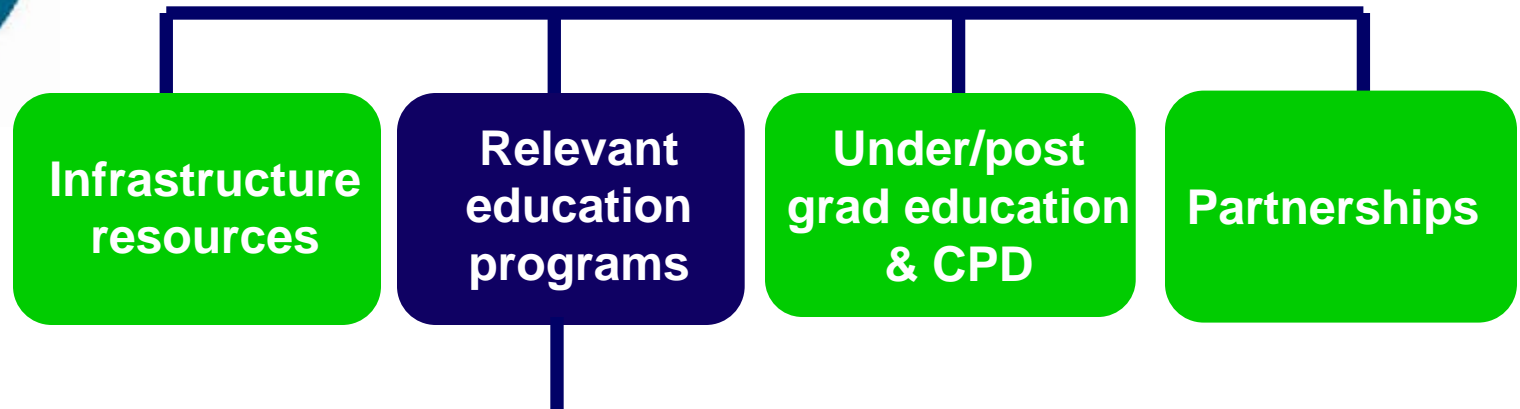 Infrastructure
resources
Relevant
education
programs
Under/post
grad education
& CPD
Partnerships